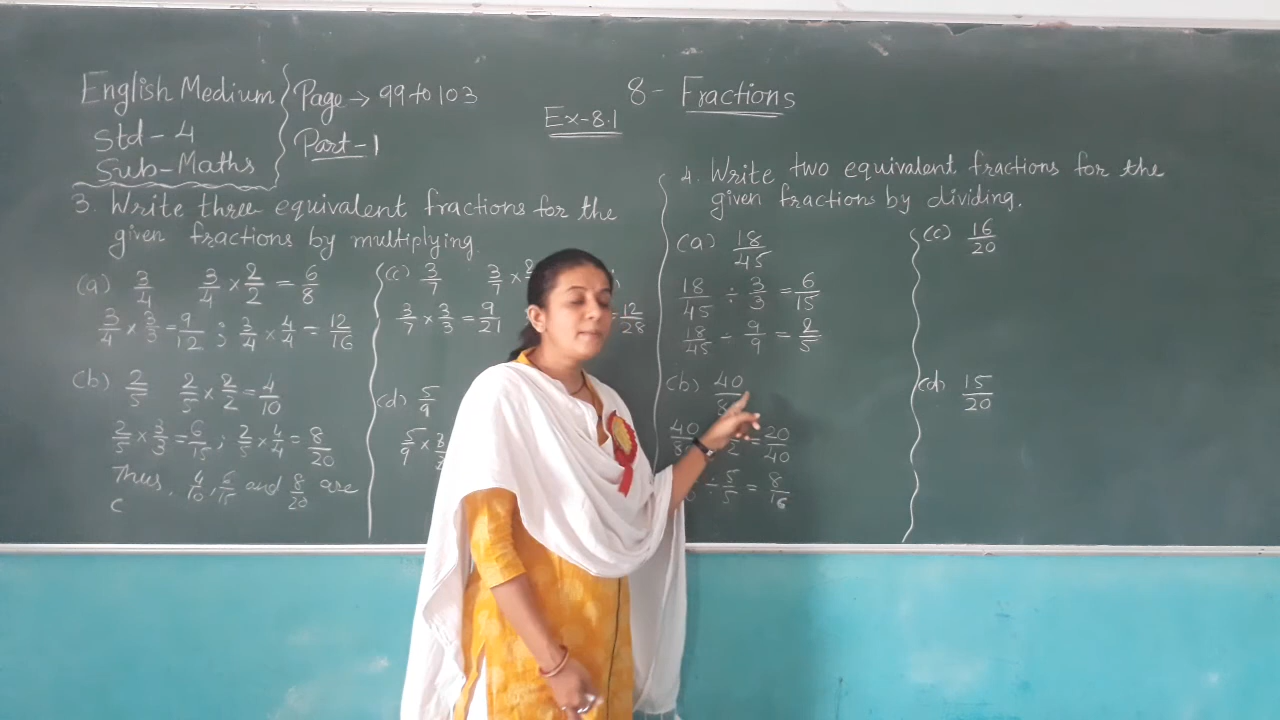 English Medium
Std - 4
Sub - Maths
Page → 99 to 103
Part - 1
8 - Fractions
Ex - 8.1
3. Write three equivalent fractions for the
given fractions by multiplying.
(a) 3/4 3/4 × 2/2 = 6/8
3/4 × 3/3 = 9/12 ; 3/4 × 4/4 = 12/16
(b) 2/5 2/5 × 2/2 = 4/10
2/5 × 3/3 = 6/15 ; 2/5 × 4/4 = 8/20
Thus, 4/10, 6/15 and 8/20 are
(c) 3/7 3/7 ×
3/7 × 3/3 = 9/21 12/28
(d) 5/9
5/9 ×
4. Write two equivalent fractions for the
given fractions by dividing.
(a) 18/45
18/45 ÷ 3/3 = 6/15
18/45 ÷ 9/9 = 2/5
(b) 40/
40/ = 20/40
÷ 5/5 = 8/16
(c) 16/20
(d) 15/20